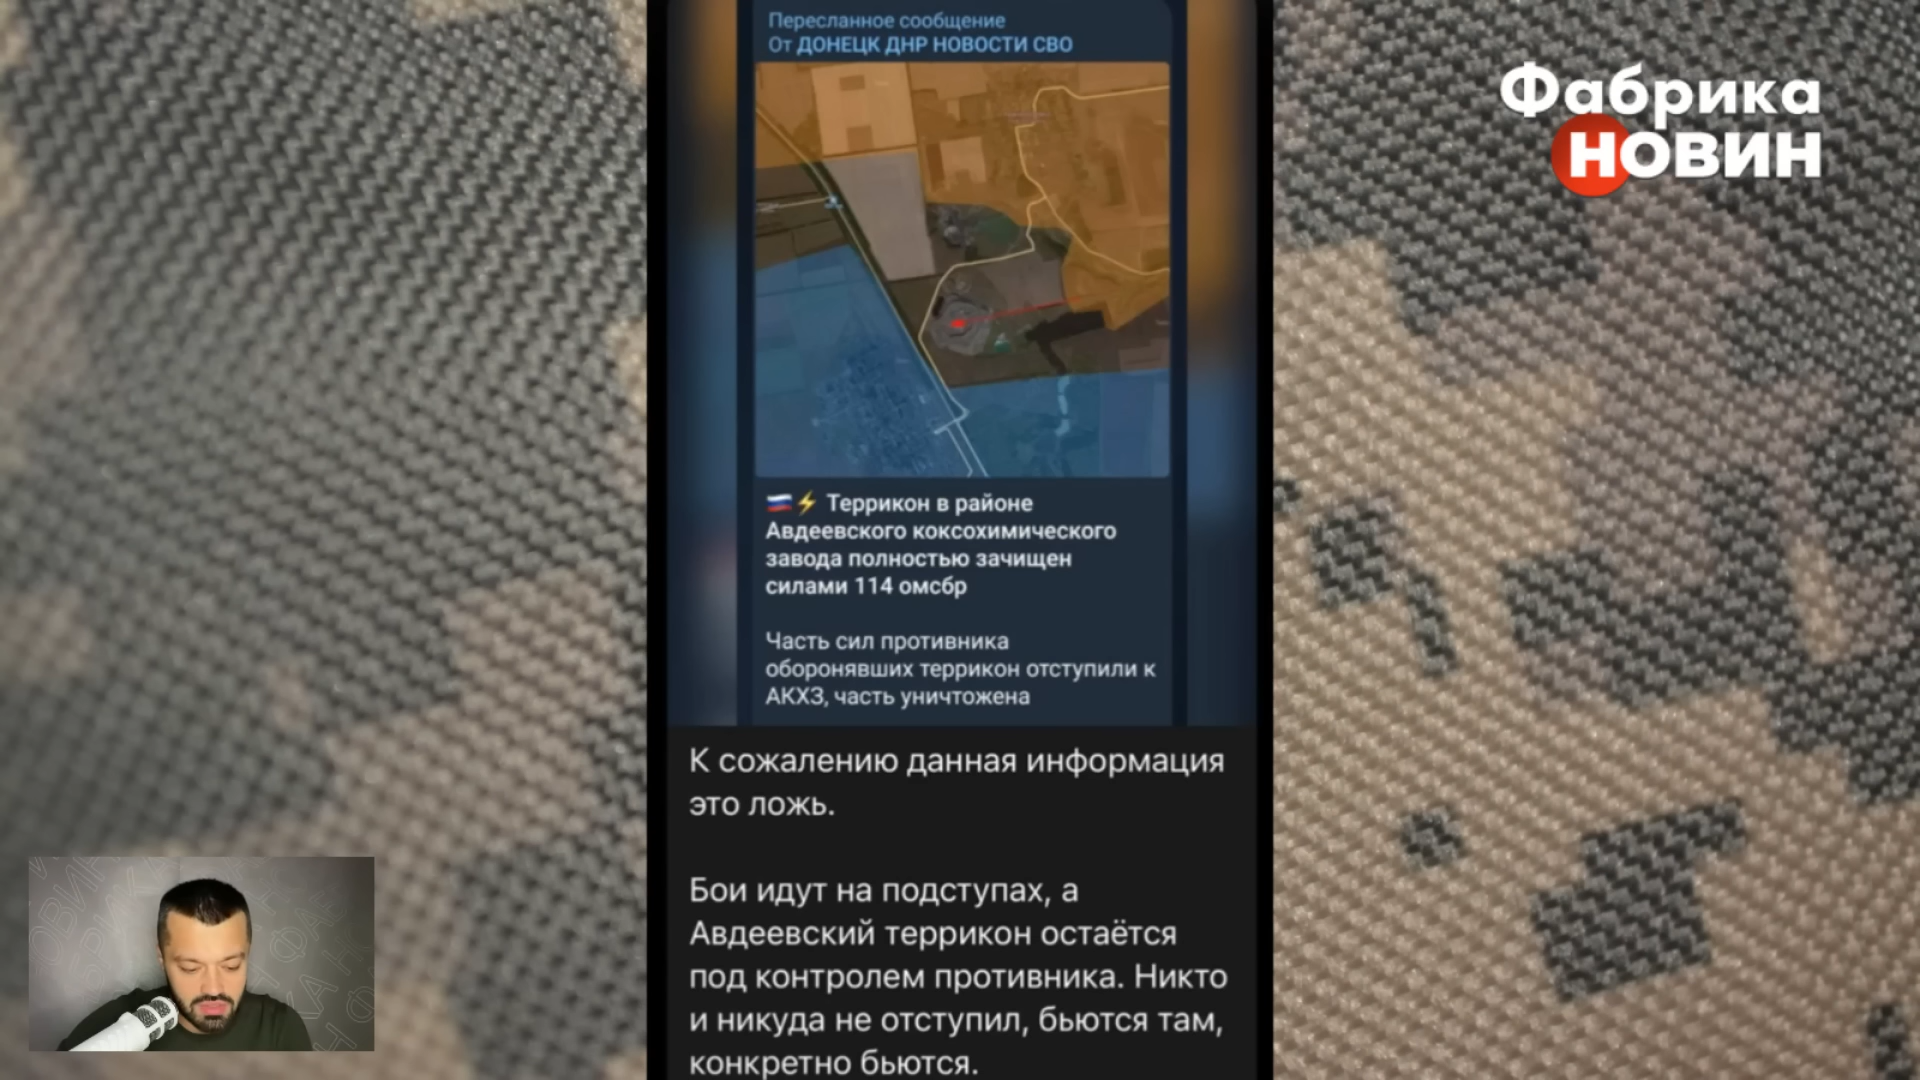 Пересланное сообщение
От ДОНЕЦК ДНР НОВОСТИ СВО
Фабрика
новин
🇷🇺⚡ Террикон в районе
Авдеевского коксохимического
завода полностью зачищен
силами 114 омсбр
Часть сил противника
оборонявших террикон отступили к
АКХЗ, часть уничтожена
К сожалению данная информация
это ложь.
Бои идут на подступах, а
Авдеевский террикон остаётся
под контролем противника. Никто
и никуда не отступил, бьются там,
конкретно бьются.